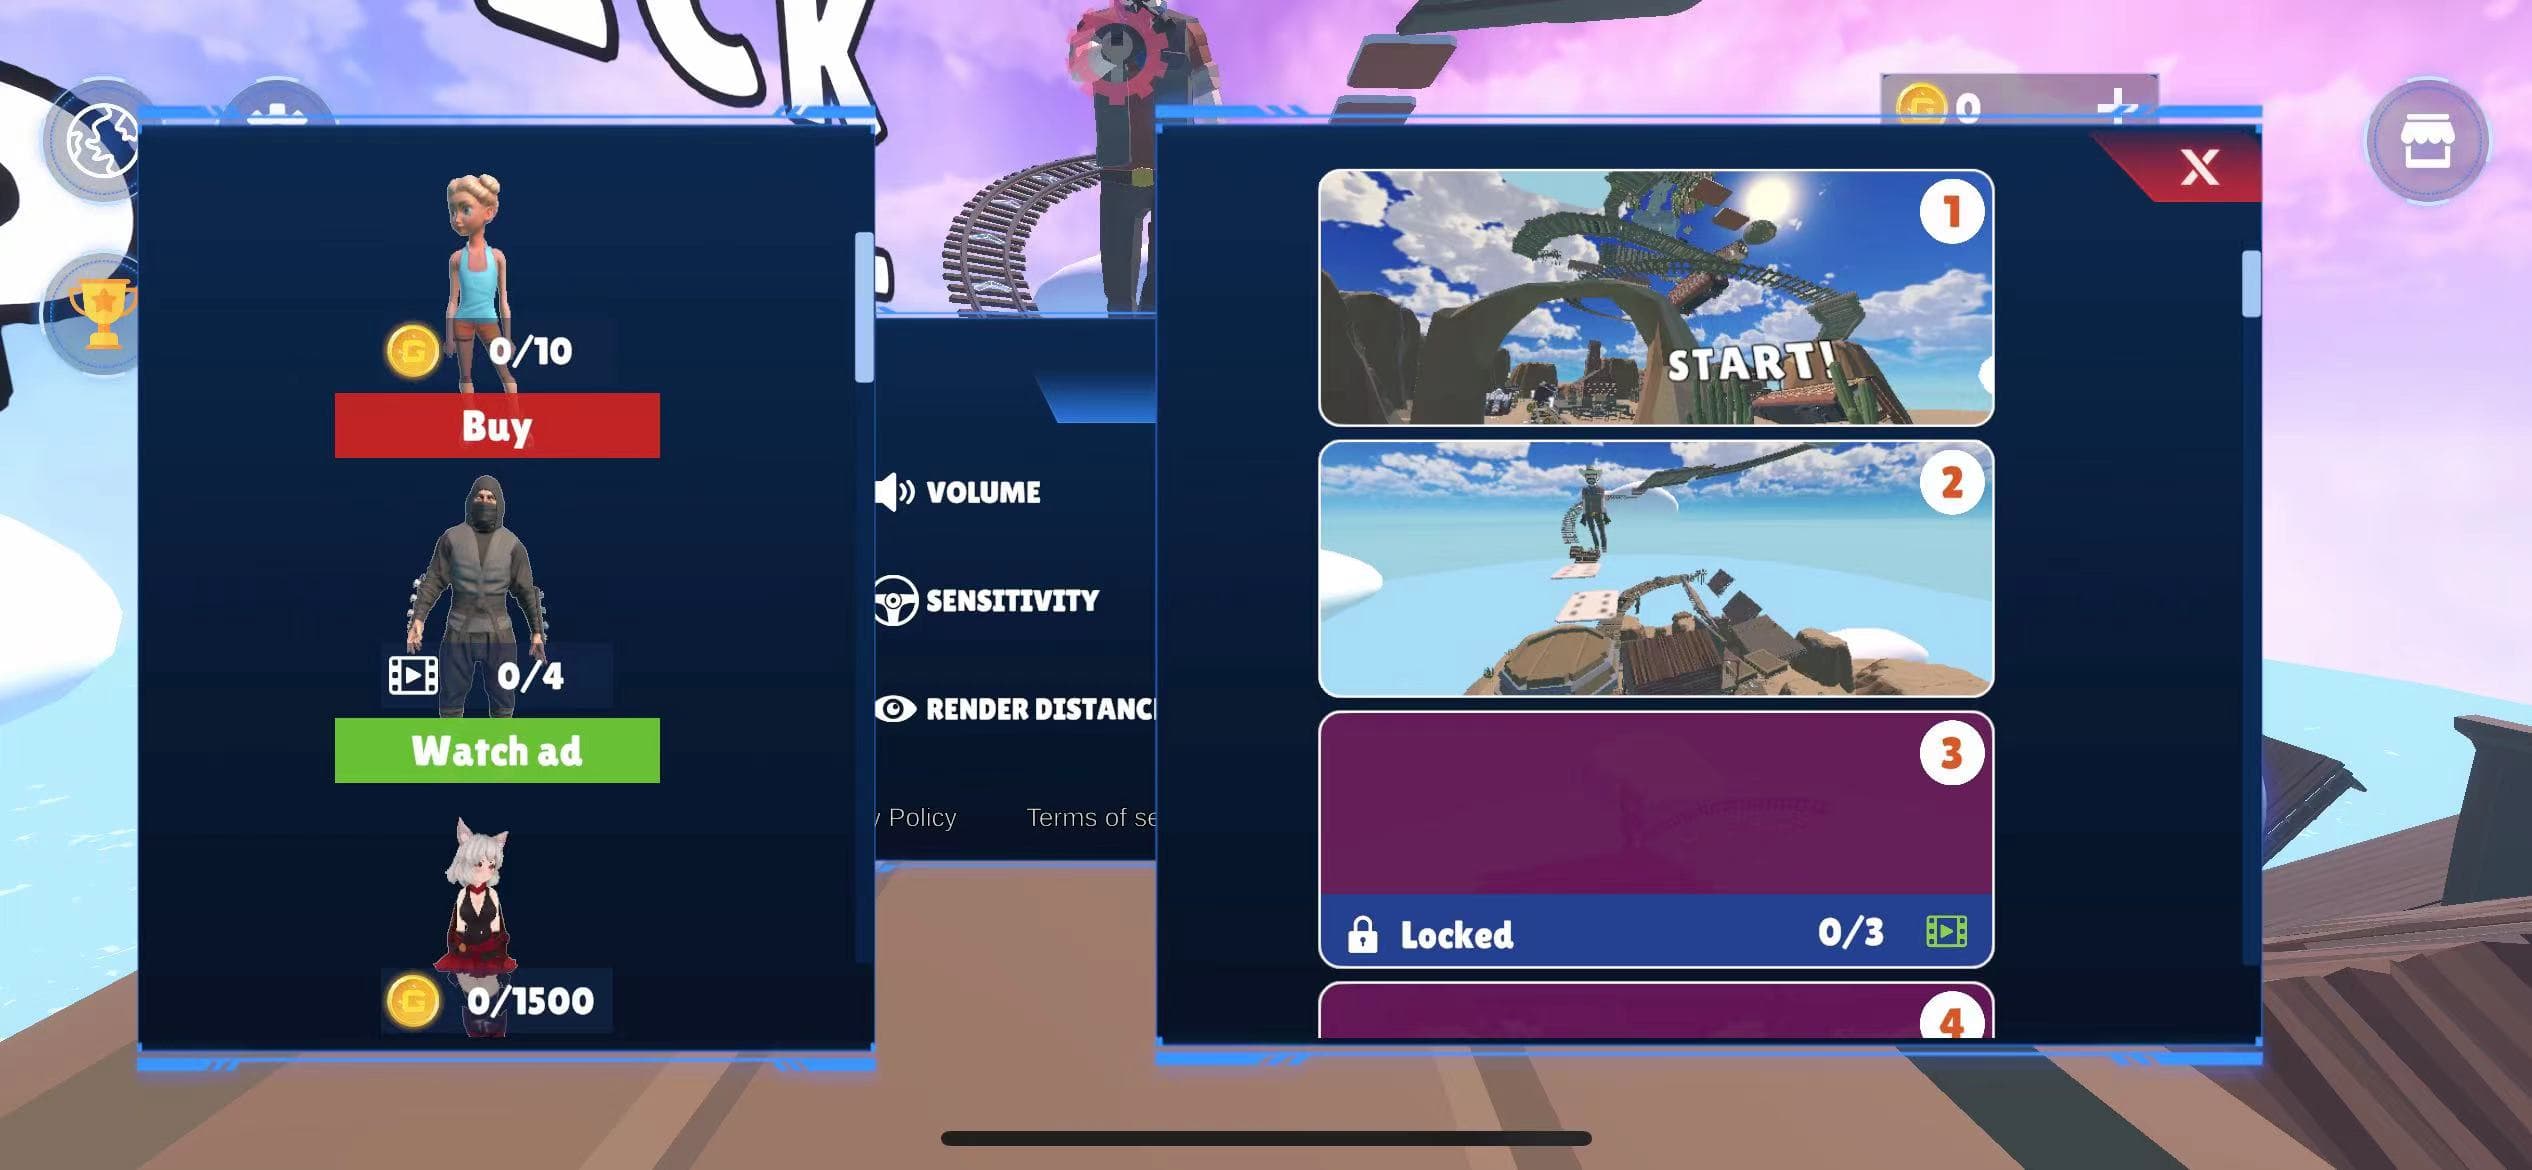 CK
0
0/10
Buy
0/4
Watch ad
0/1500
VOLUME
SENSITIVITY
RENDER DISTANC
y Policy
Terms of se
X
1
START!
2
3
Locked
0/3
4